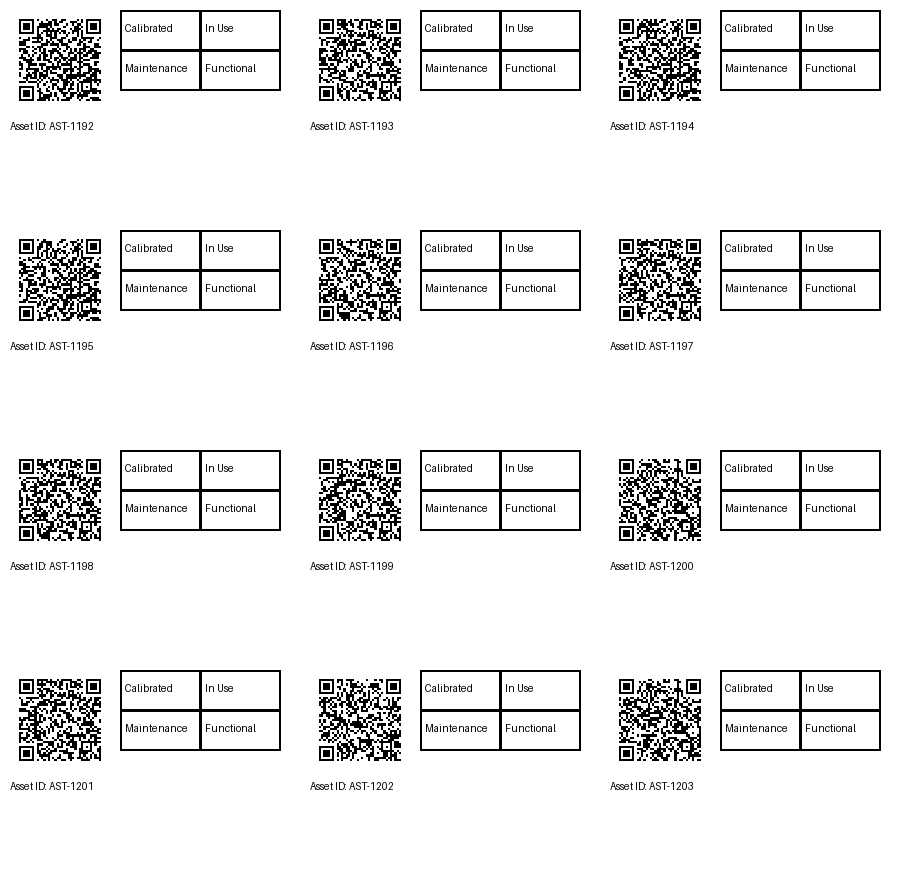 Calibrated In Use Calibrated In Use Calibrated In Use
Maintenance Functional Maintenance Functional Maintenance Functional
Asset ID: AST-1192 Asset ID: AST-1193 Asset ID: AST-1194
Calibrated In Use Calibrated In Use Calibrated In Use
Maintenance Functional Maintenance Functional Maintenance Functional
Asset ID: AST-1195 Asset ID: AST-1196 Asset ID: AST-1197
Calibrated In Use Calibrated In Use Calibrated In Use
Maintenance Functional Maintenance Functional Maintenance Functional
Asset ID: AST-1198 Asset ID: AST-1199 Asset ID: AST-1200
Calibrated In Use Calibrated In Use Calibrated In Use
Maintenance Functional Maintenance Functional Maintenance Functional
Asset ID: AST-1201 Asset ID: AST-1202 Asset ID: AST-1203